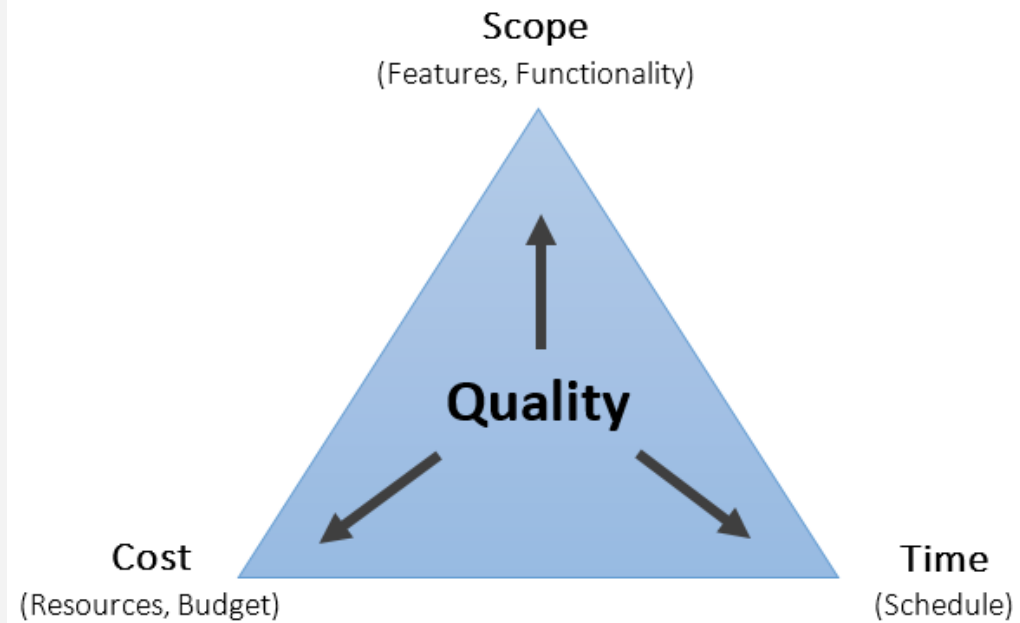 Scope
(Features, Functionality)
Quality
Cost
(Resources, Budget)
Time
(Schedule)